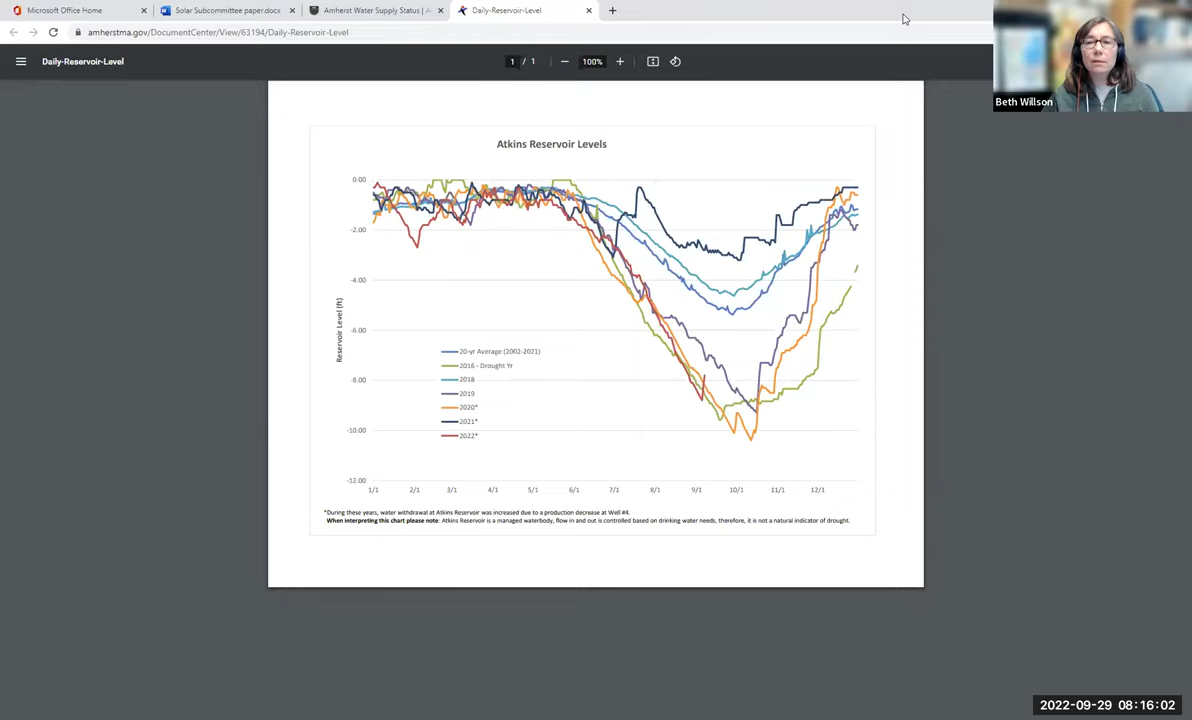 Microsoft Office Home
Solar Subcommittee paper.docx
Amherst Water Supply Status | A
Daily-Reservoir-Level
amherstma.gov/DocumentCenter/View/63194/Daily-Reservoir-Level
Daily-Reservoir-Level
1 / 1
100%
Beth Willson
Atkins Reservoir Levels
0.00
-2.00
-4.00
-6.00
-8.00
-10.00
-12.00
Reservoir Level (ft)
20-yr Average (2002-2021)
2016 - Drought Yr
2018
2019
2020*
2021*
2022*
1/1 2/1 3/1 4/1 5/1 6/1 7/1 8/1 9/1 10/1 11/1 12/1
*During these years, water withdrawal at Atkins Reservoir was increased due to a production decrease at Well #4.
When interpreting this chart please note: Atkins Reservoir is a managed waterbody, flow in and out is controlled based on drinking water needs, therefore, it is not a natural indicator of drought.
2022-09-29 08:16:02